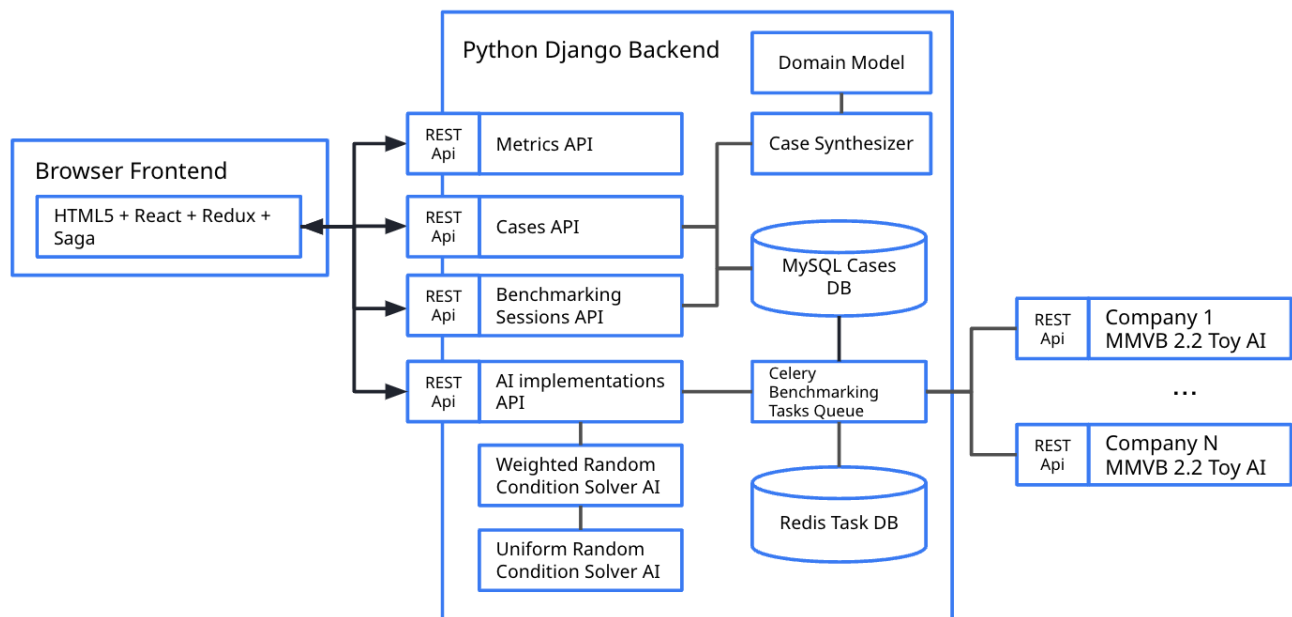 Python Django Backend
Domain Model
REST
Api
Metrics API
Case Synthesizer
Browser Frontend
HTML5 + React + Redux +
Saga
REST
Api
Cases API
MySQL Cases
DB
REST
Api
Benchmarking
Sessions API
REST
Api
AI implementations
API
Celery
Benchmarking
Tasks Queue
REST
Api
Company 1
MMVB 2.2 Toy AI
...
REST
Api
Company N
MMVB 2.2 Toy AI
Weighted Random
Condition Solver AI
Redis Task DB
Uniform Random
Condition Solver AI